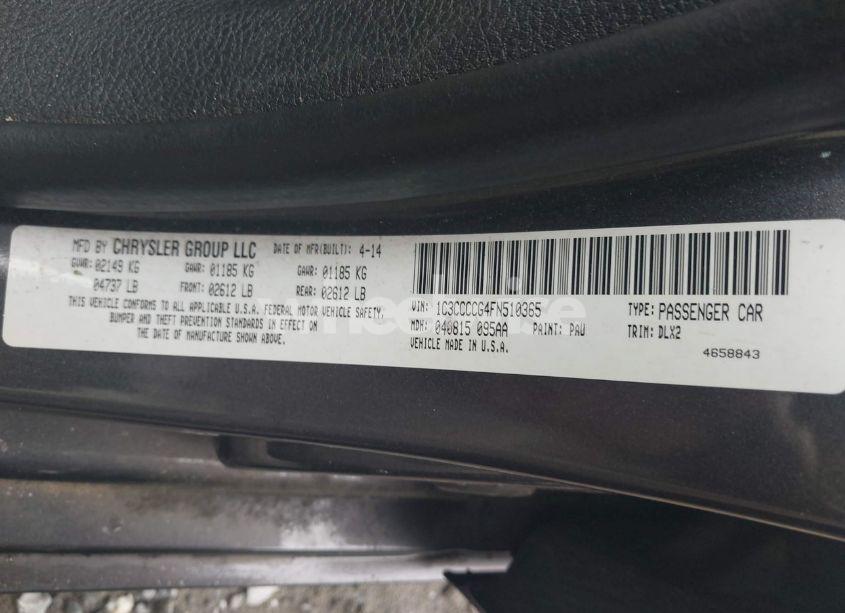 MFD BY CHRYSLER GROUP LLC DATE OF MFR(BUILT): 4-14
GVWR: 02149 KG GAWR: 01185 KG GAWR: 01185 KG
04737 LB FRONT: 02612 LB REAR: 02612 LB
THIS VEHICLE CONFORMS TO ALL APPLICABLE U.S.A. FEDERAL MOTOR VEHICLE SAFETY,
BUMPER AND THEFT PREVENTION STANDARDS IN EFFECT ON
THE DATE OF MANUFACTURE SHOWN ABOVE.
VIN: 1C3CCCCG4FN510365 TYPE: PASSENGER CAR
MDH: 040815 095AA PAINT: PAU TRIM: DLX2
VEHICLE MADE IN U.S.A.
4658843